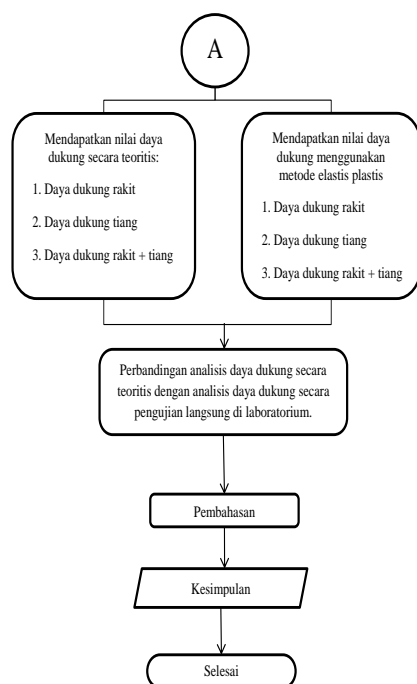 A
Mendapatkan nilai daya
dukung secara teoritis:
1. Daya dukung rakit
2. Daya dukung tiang
3. Daya dukung rakit + tiang
Mendapatkan nilai daya
dukung menggunakan
metode elastis plastis
1. Daya dukung rakit
2. Daya dukung tiang
3. Daya dukung rakit + tiang
Perbandingan analisis daya dukung secara
teoritis dengan analisis daya dukung secara
pengujian langsung di laboratorium.
Pembahasan
Kesimpulan
Selesai